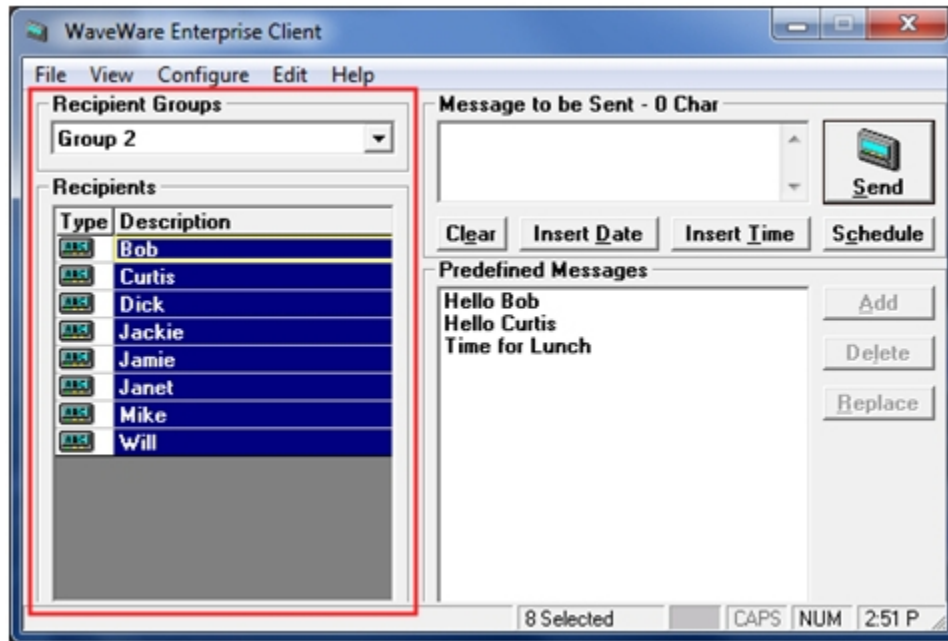 WaveWare Enterprise Client
File View Configure Edit Help
Recipient Groups
Group 2
Recipients
Type Description
Bob
Curtis
Dick
Jackie
Jamie
Janet
Mike
Will
Message to be Sent - 0 Char
Send
Clear Insert Date Insert Time Schedule
Predefined Messages
Hello Bob
Hello Curtis
Time for Lunch
Add
Delete
Replace
8 Selected CAPS NUM 2:51 P